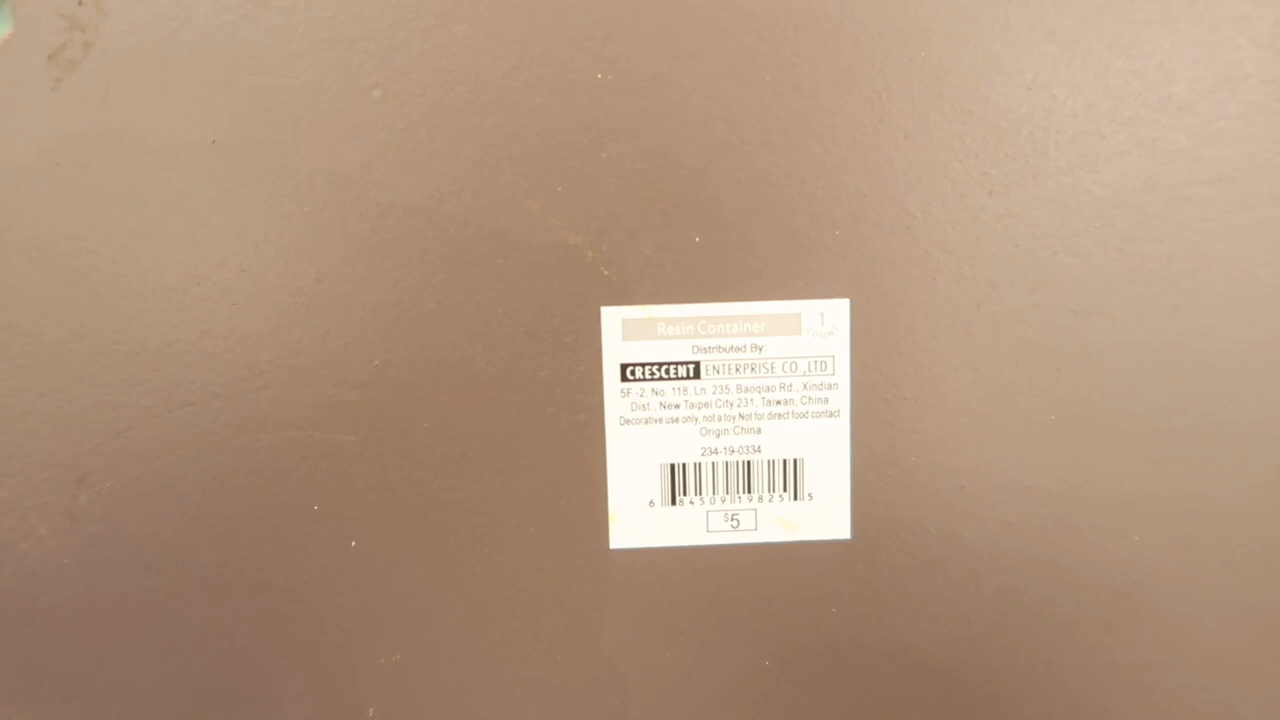 Resin Container
1
COUNT
Distributed By:
CRESCENT ENTERPRISE CO.,LTD
5F.-2, No. 118, Ln. 235, Baoqiao Rd., Xindian
Dist., New Taipei City 231, Taiwan, China
Decorative use only, not a toy.Not for direct food contact
Origin:China
234-19-0334
6 84509 19825 5
$5